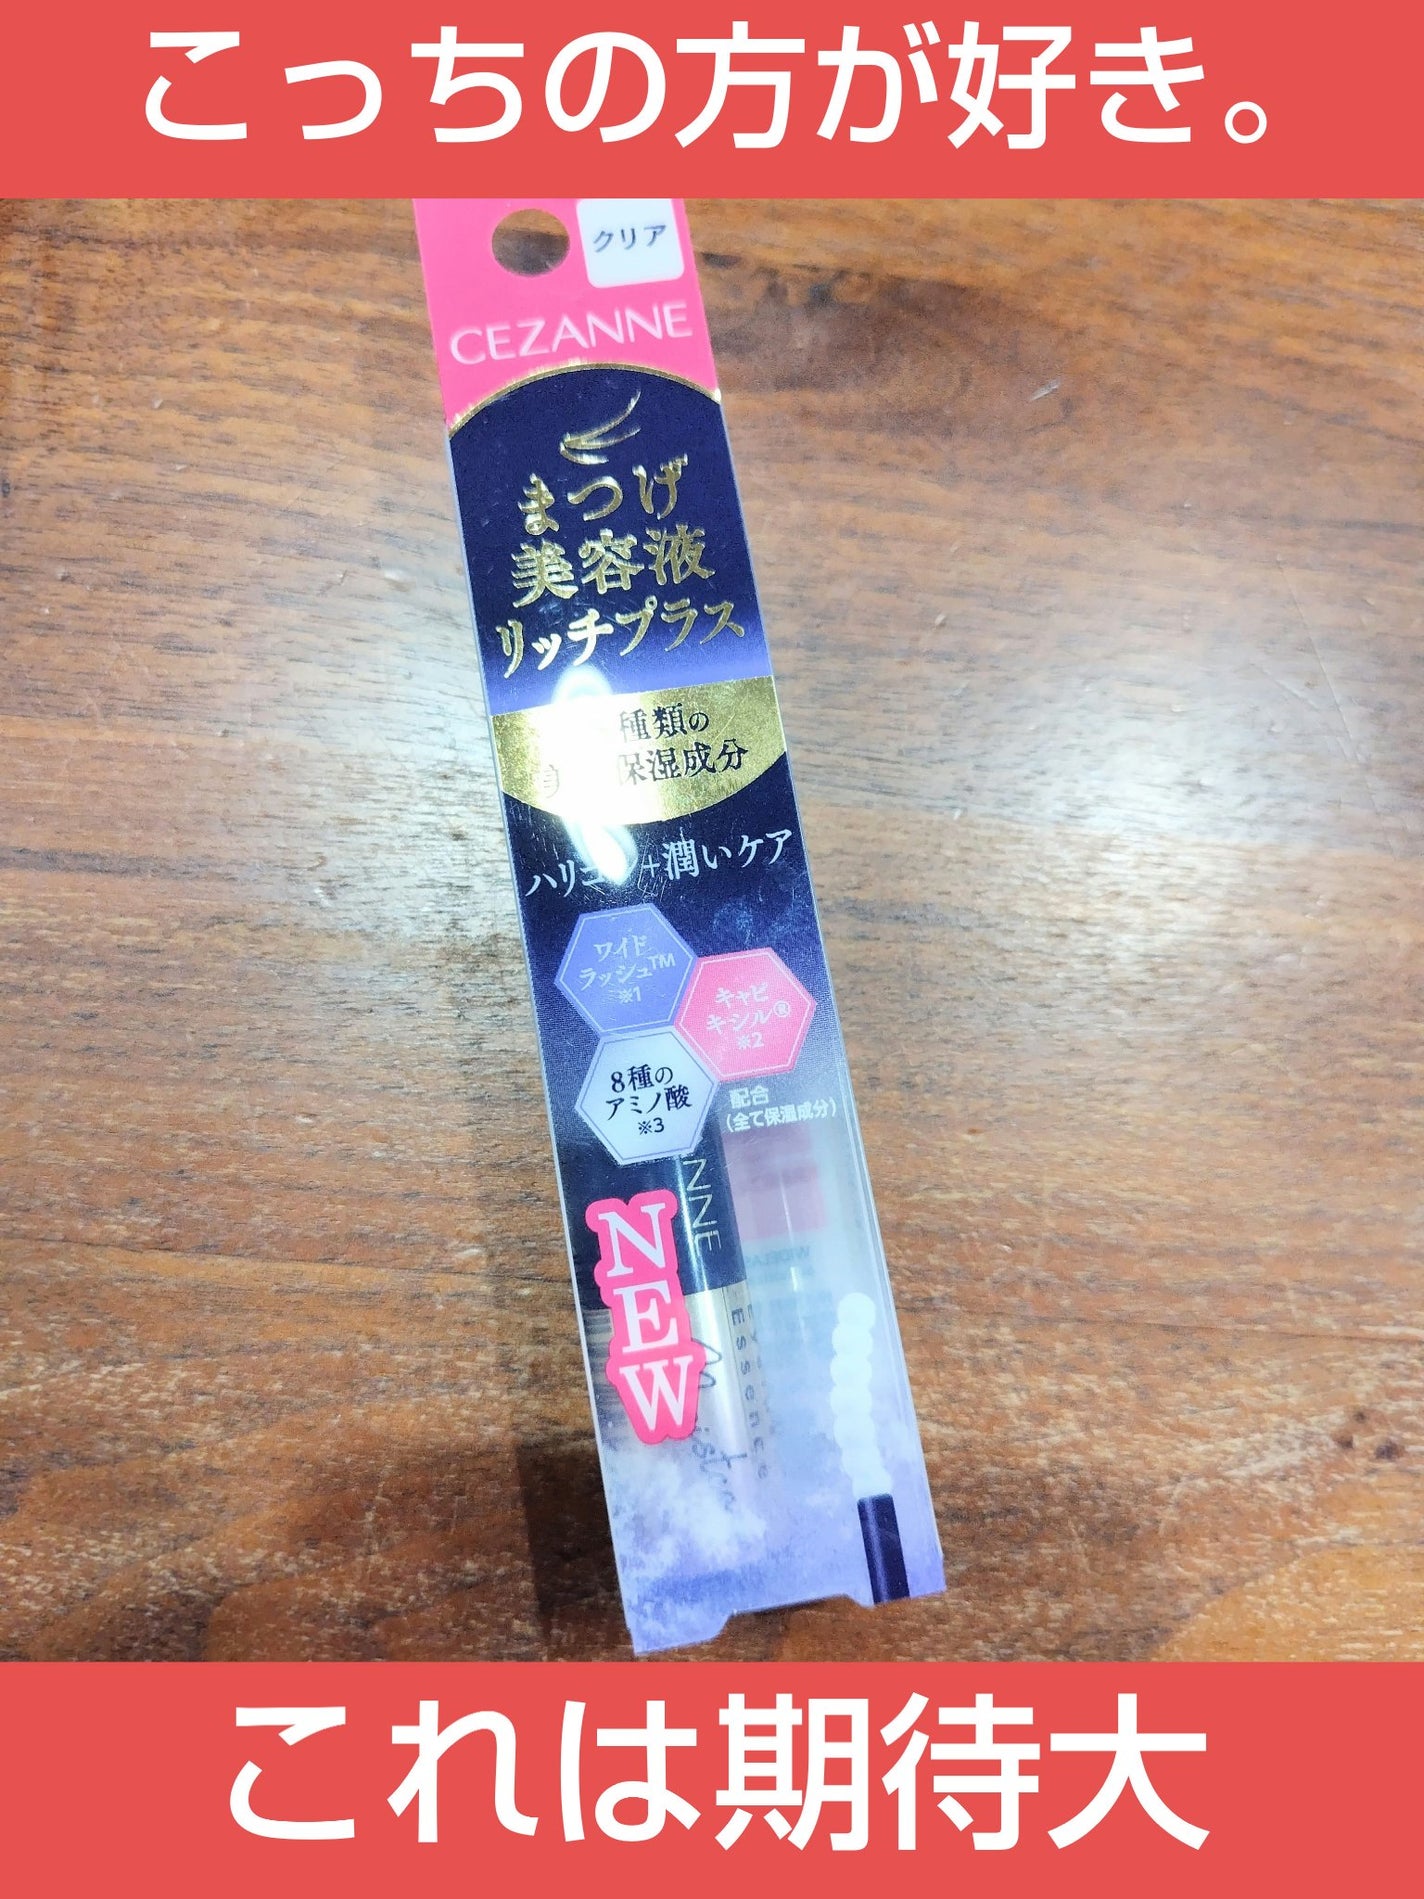 こっちの方が好き。
クリア
CEZANNE
まつげ
美容液
リッチプラス
種類の
保湿成分
+潤いケア
ワイド
ラッシュTM
※1
キャピ
キシル®
※2
8種の
アミノ酸
※3
配合
(全て保湿成分)
NNE
NEW
Essence
これは期待大